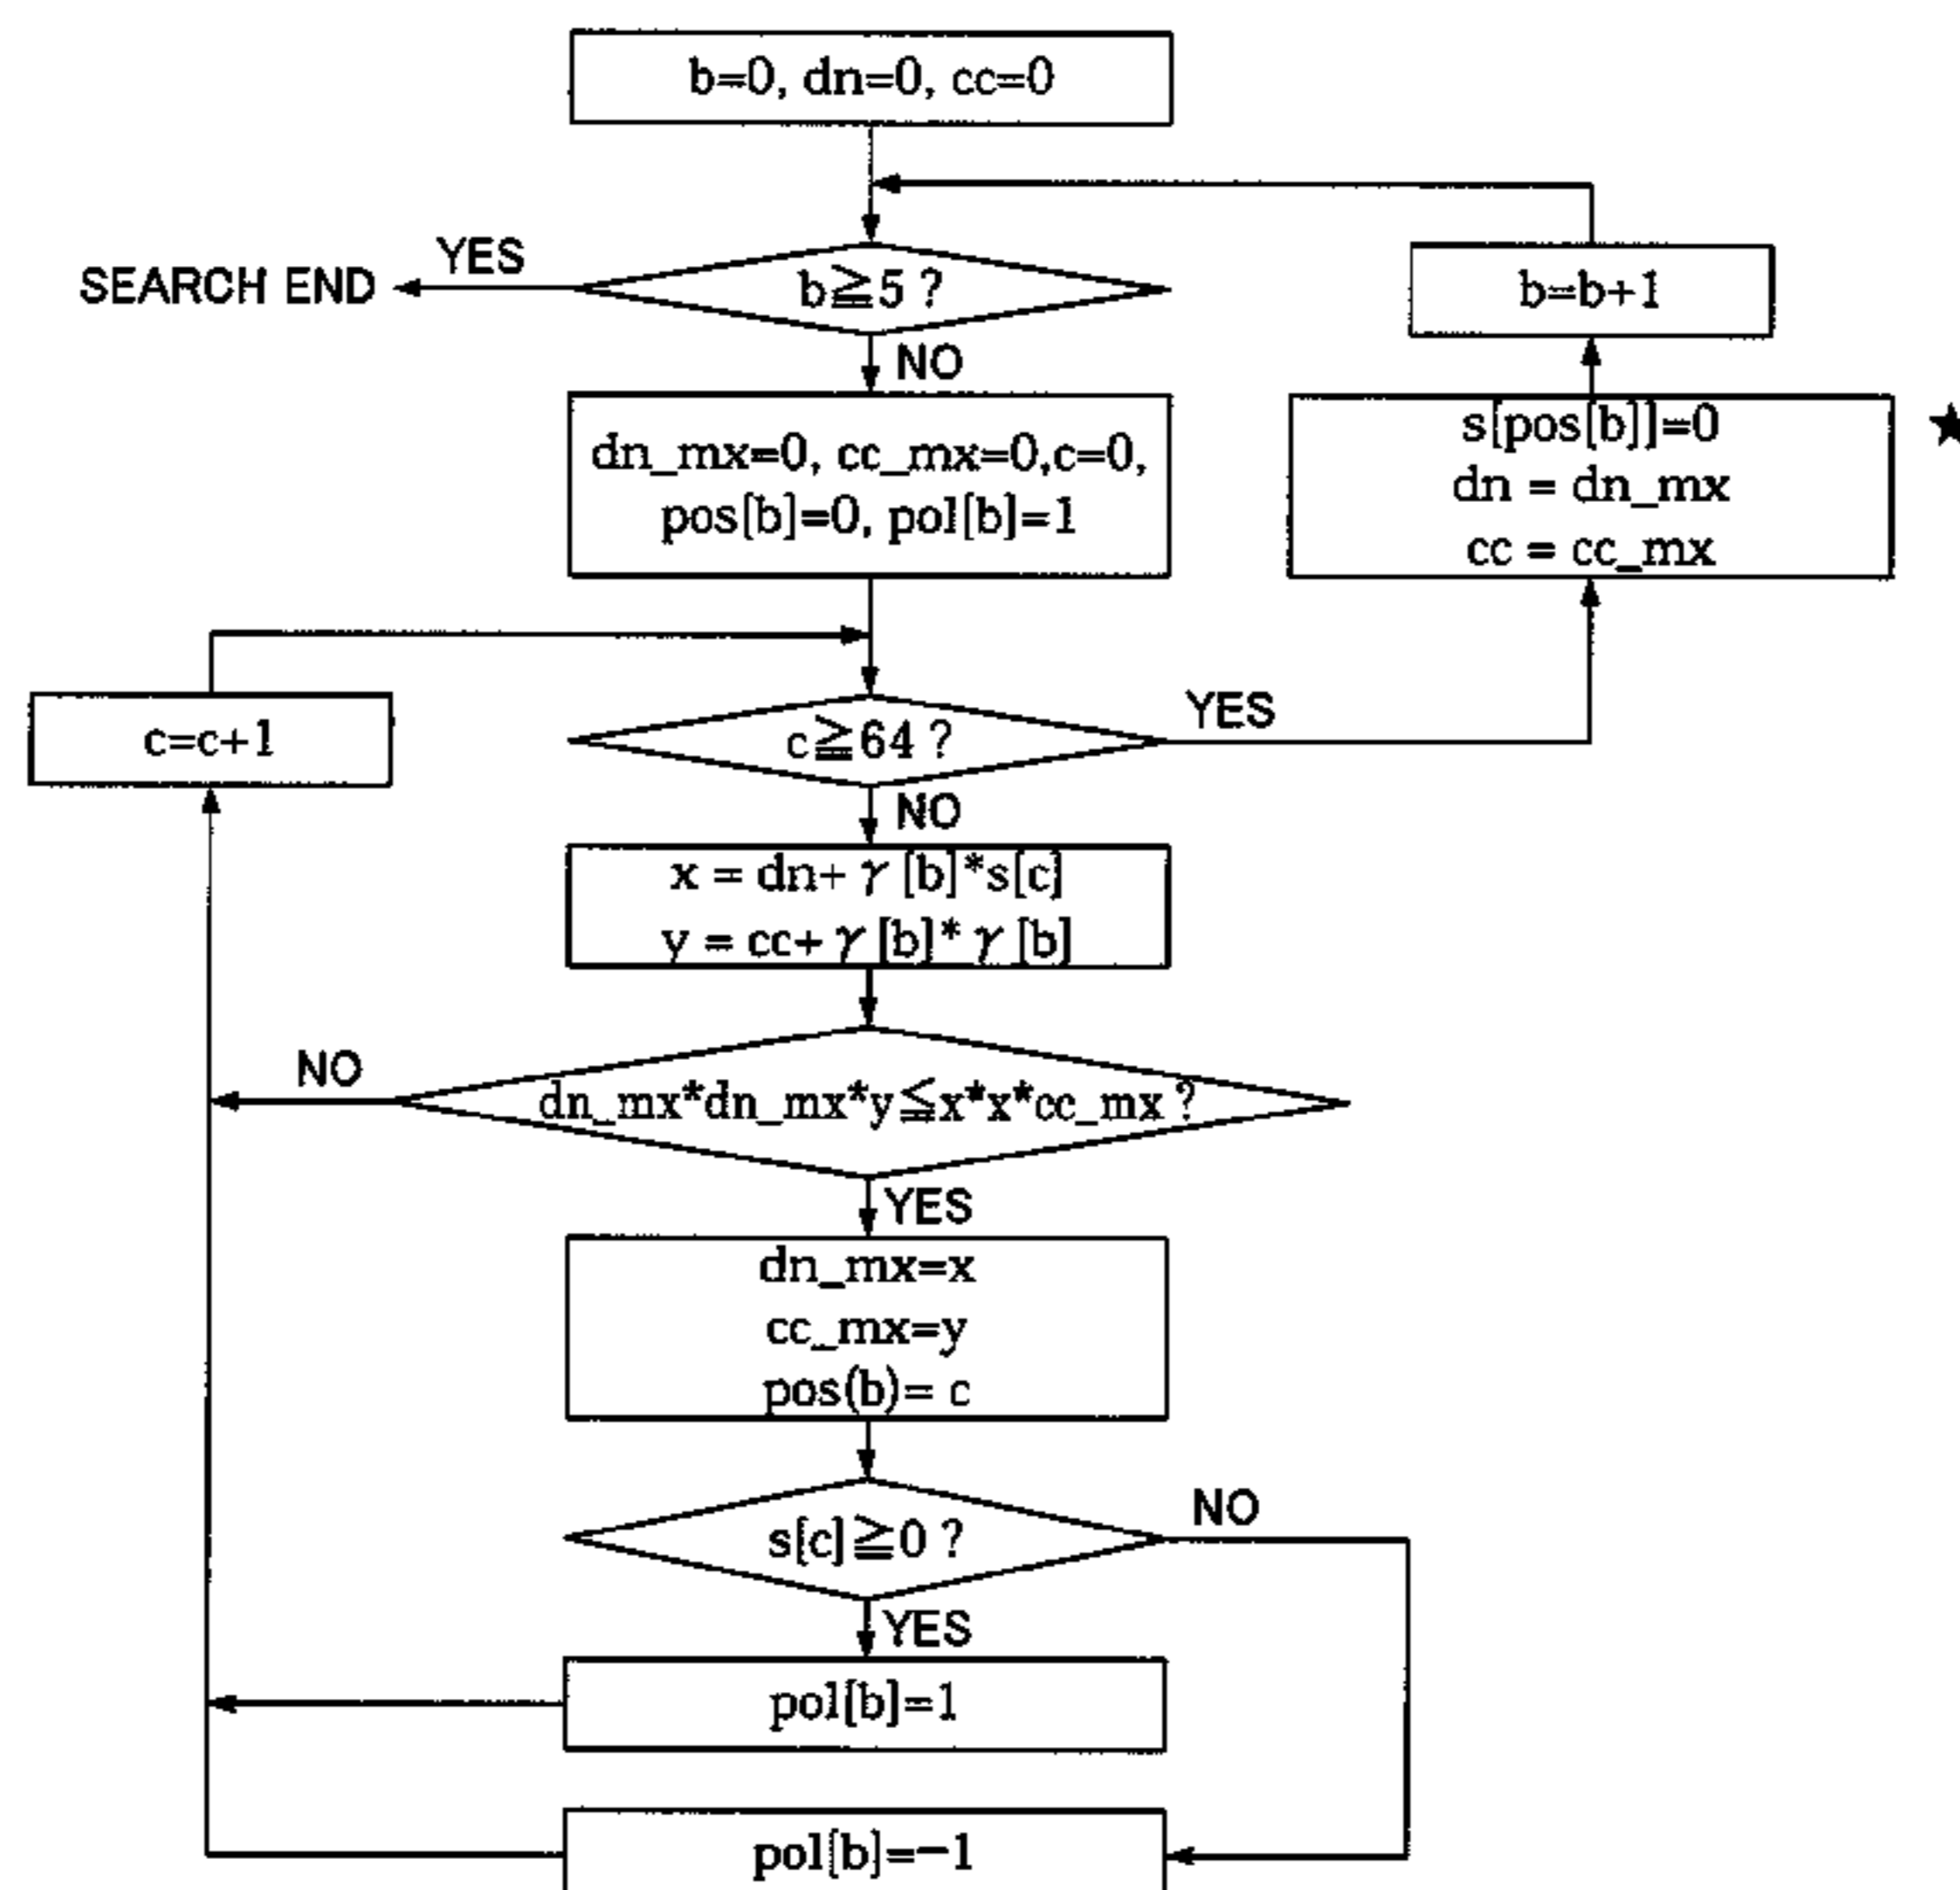 b=0, dn=0, cc=0
YES
SEARCH END
b≧5 ?
b=b+1
NO
dn_mx=0, cc_mx=0,c=0,
pos[b]=0, pol[b]=1
s[pos[b]]=0
dn = dn_mx
cc = cc_mx
★
c=c+1
c≧64 ?
YES
NO
x = dn+ γ [b]*s[c]
y = cc+ γ [b]* γ [b]
NO
dn_mx*dn_mx*y≦x*x*cc_mx ?
YES
dn_mx=x
cc_mx=y
pos(b)= c
s[c]≧0 ?
NO
YES
pol[b]=1
pol[b]=−1